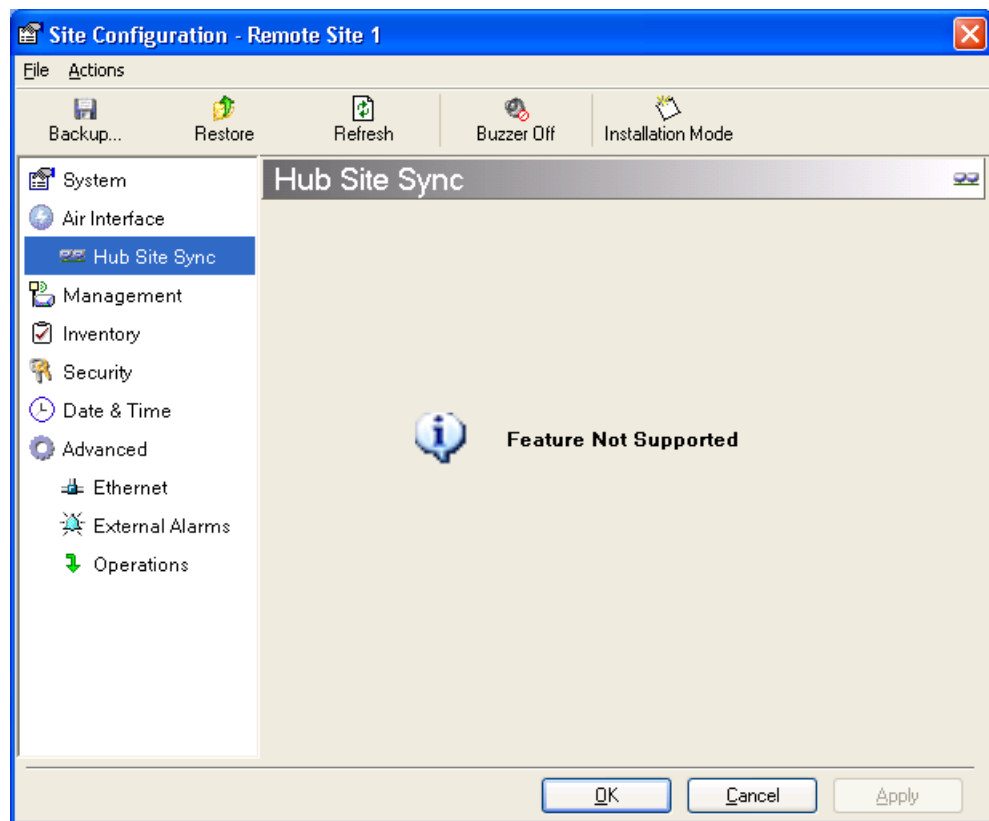 Site Configuration - Remote Site 1
File Actions
Backup... Restore Refresh Buzzer Off Installation Mode
System
Hub Site Sync
Air Interface
Hub Site Sync
Management
Inventory
Security
Date & Time
Advanced
Ethernet
External Alarms
Operations
Feature Not Supported
OK Cancel Apply